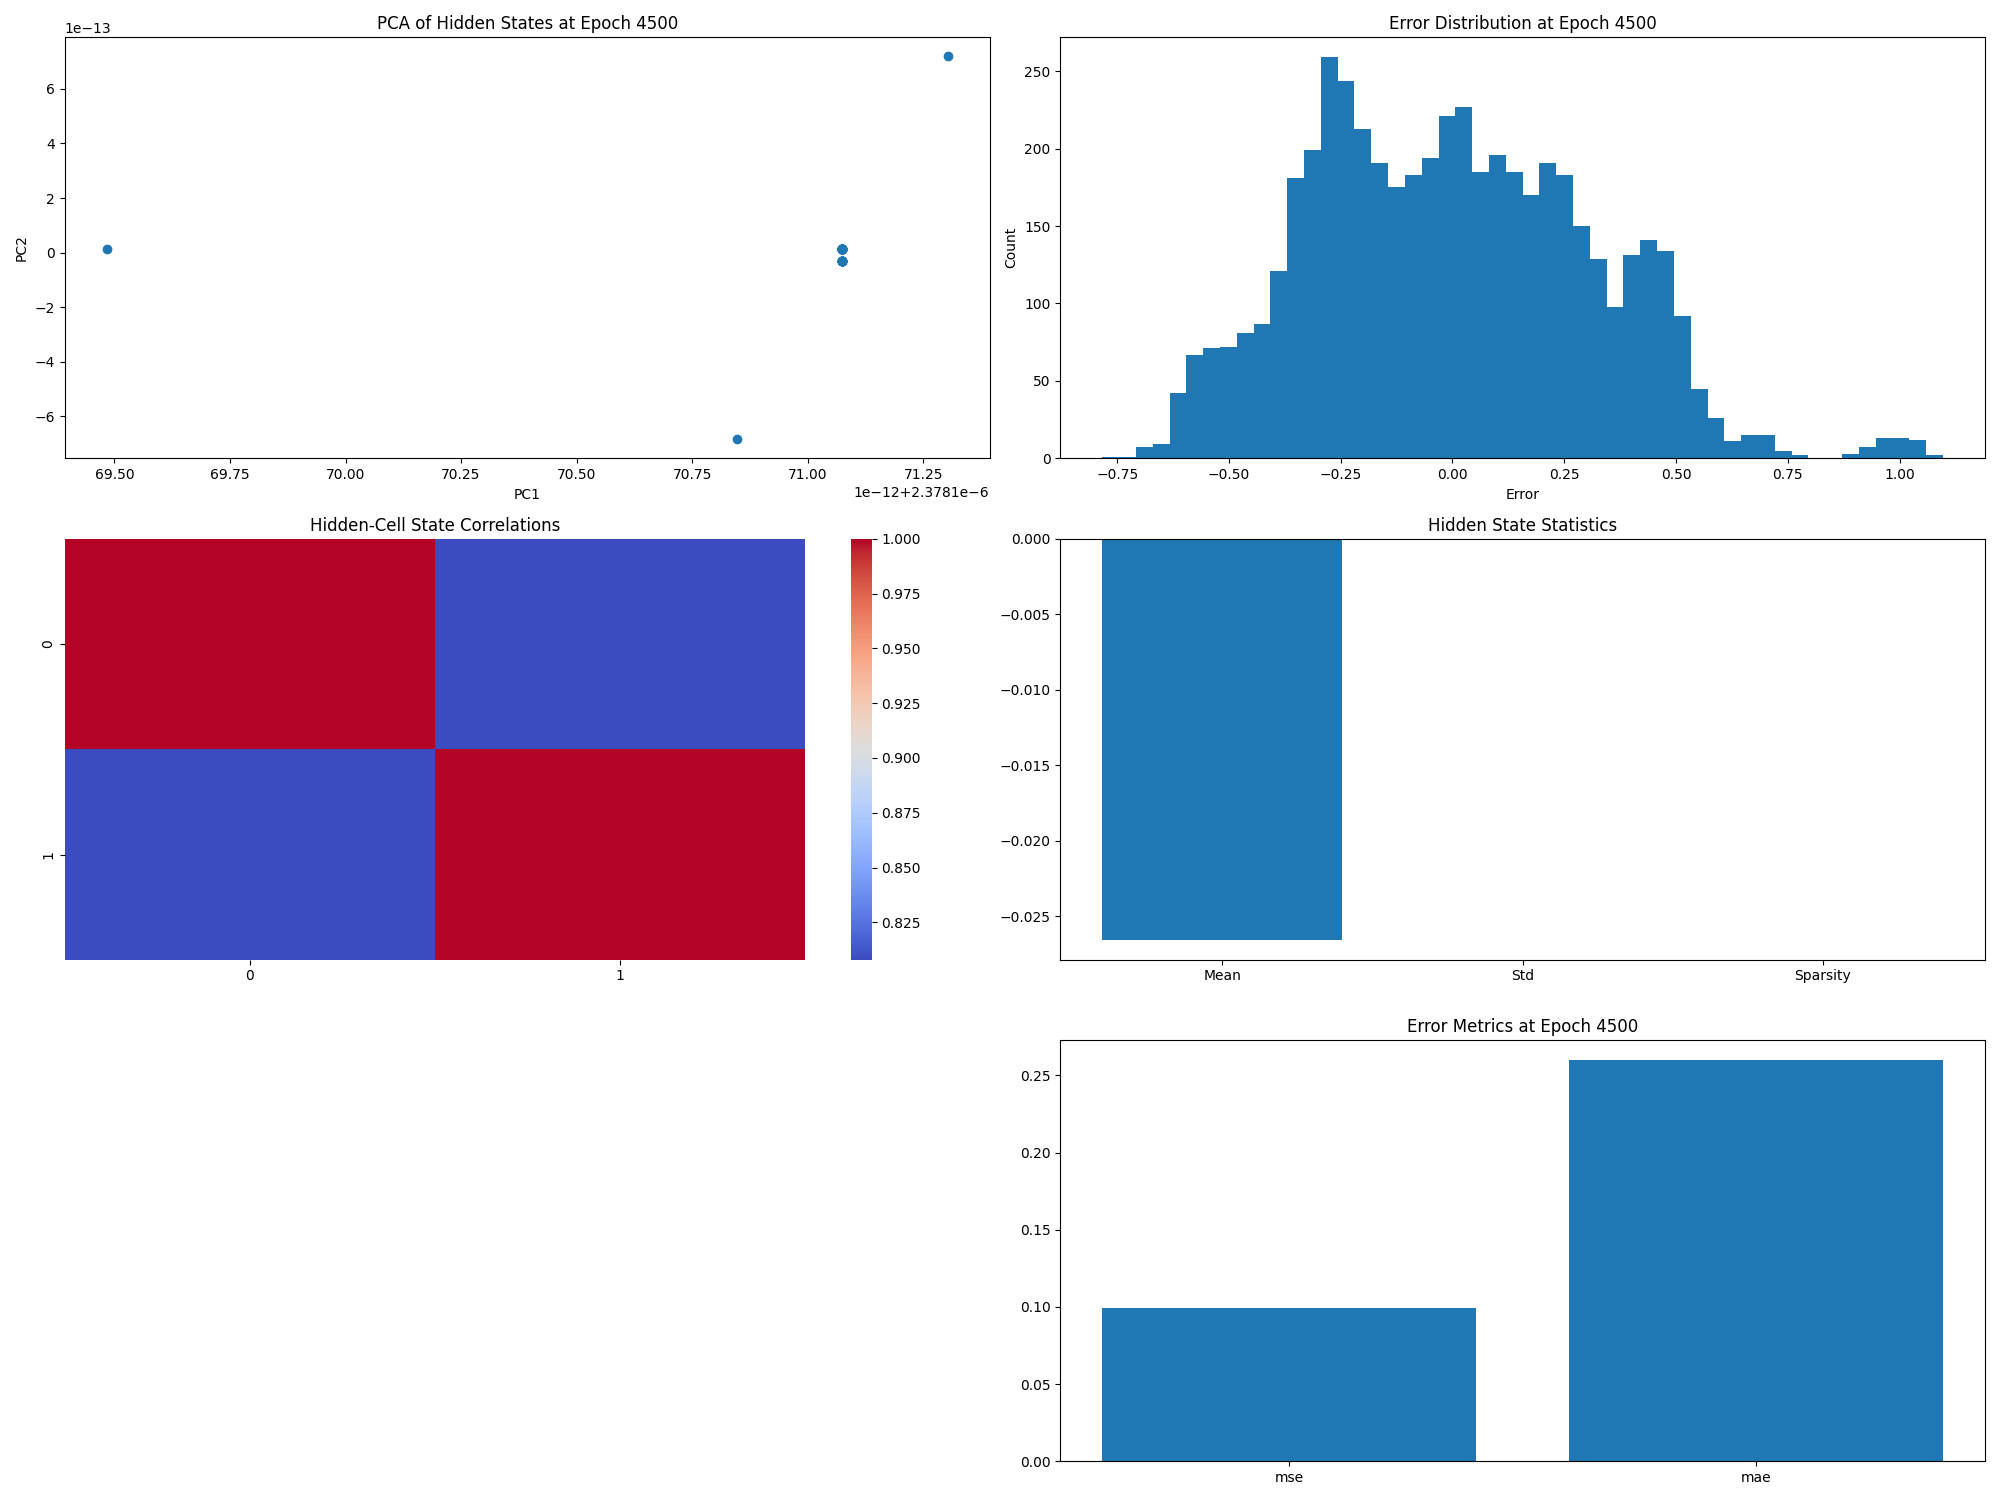 PCA of Hidden States at Epoch 4500
1e−13
6
4
2
0
−2
−4
−6
PC2
69.50 69.75 70.00 70.25 70.50 70.75 71.00 71.25
PC1
1e−12+2.3781e−6
Error Distribution at Epoch 4500
250
200
150
100
50
0
Count
−0.75 −0.50 −0.25 0.00 0.25 0.50 0.75 1.00
Error
Hidden-Cell State Correlations
0
1
0 1
1.000
0.975
0.950
0.925
0.900
0.875
0.850
0.825
Hidden State Statistics
0.000
−0.005
−0.010
−0.015
−0.020
−0.025
Mean Std Sparsity
Error Metrics at Epoch 4500
0.25
0.20
0.15
0.10
0.05
0.00
mse mae